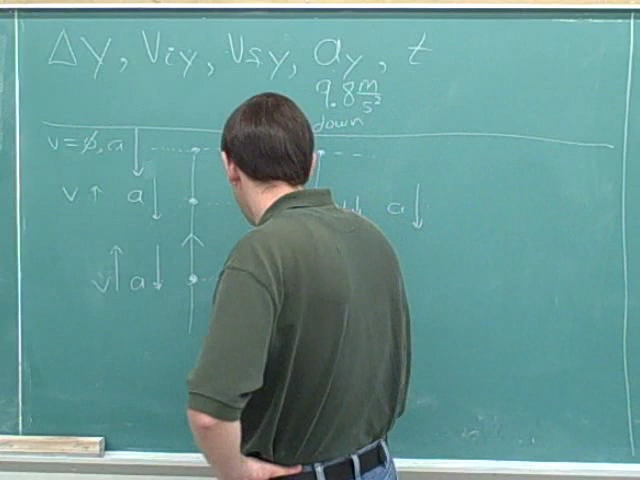 Δy, Viy, Vfy, ay, t
9.8 m/s²
down
v=∅, a ↓
v ↑ a ↓ a ↓
v ↑ a ↓